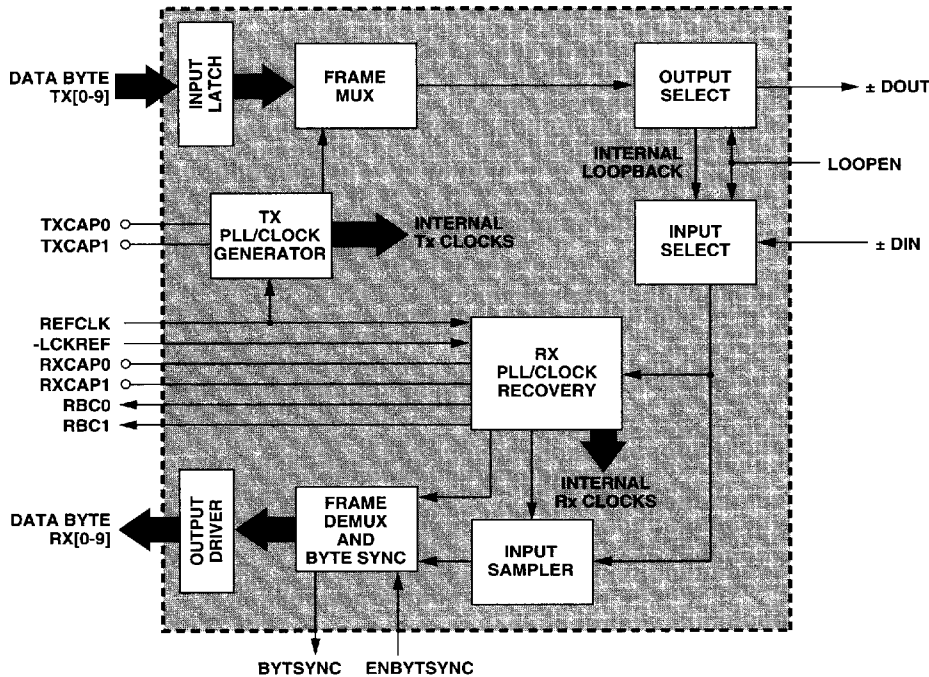 DATA BYTE
TX[0-9]
INPUT
LATCH
FRAME
MUX
OUTPUT
SELECT
± DOUT
INTERNAL
LOOPBACK
LOOPEN
TXCAP0
TXCAP1
TX
PLL/CLOCK
GENERATOR
INTERNAL
Tx CLOCKS
INPUT
SELECT
± DIN
REFCLK
-LCKREF
RXCAP0
RXCAP1
RBC0
RBC1
RX
PLL/CLOCK
RECOVERY
INTERNAL
Rx CLOCKS
DATA BYTE
RX[0-9]
OUTPUT
DRIVER
FRAME
DEMUX
AND
BYTE SYNC
INPUT
SAMPLER
BYTSYNC
ENBYTSYNC